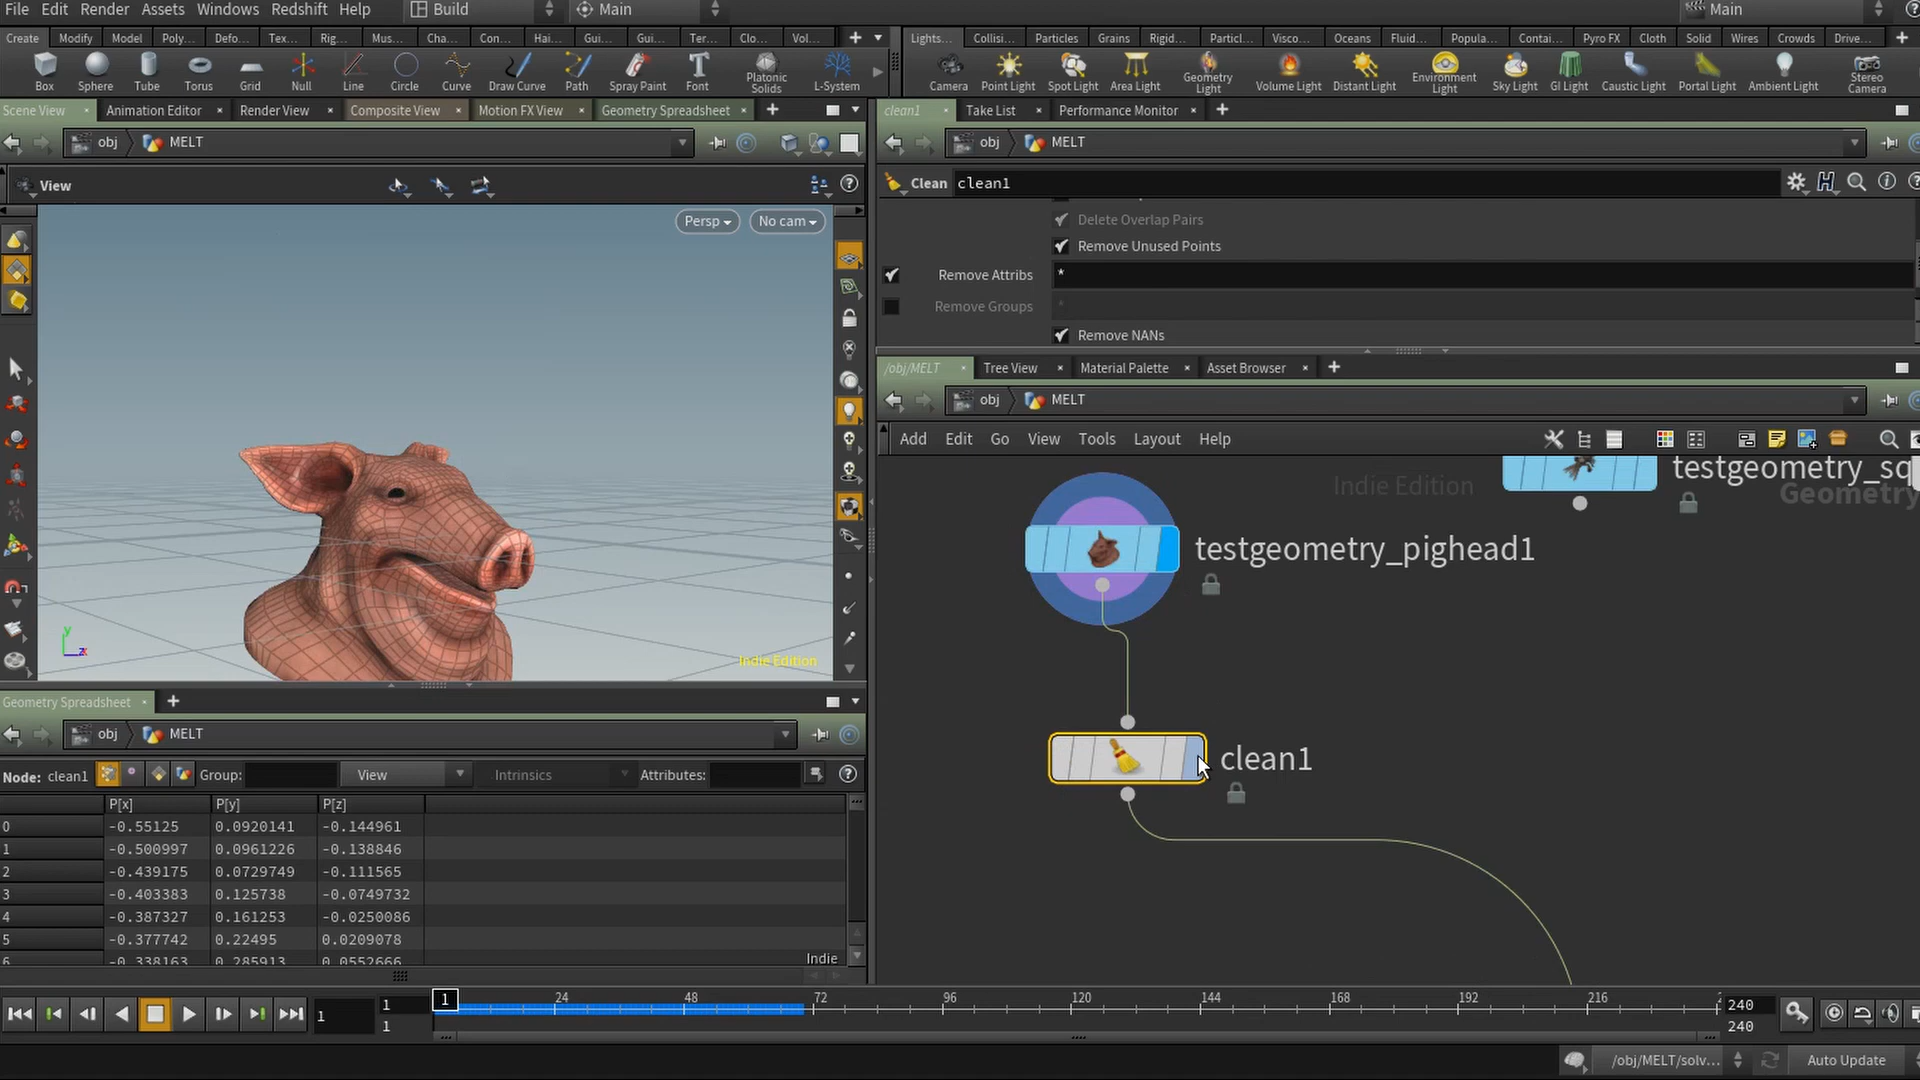 File Edit Render Assets Windows Redshift Help Build Main Main
Create Modify Model Poly... Defo... Tex... Rig... Mus... Cha... Con... Hai... Gui... Gui... Ter... Clo... Vol... Lights... Collisi... Particles Grains Rigid... Particl... Visco... Oceans Fluid... Popula... Contai... Pyro FX Cloth Solid Wires Crowds Drive...
Box Sphere Tube Torus Grid Null Line Circle Curve Draw Curve Path Spray Paint Font Platonic Solids L-System Camera Point Light Spot Light Area Light Geometry Light Volume Light Distant Light Environment Light Sky Light GI Light Caustic Light Portal Light Ambient Light Stereo Camera
Scene View Animation Editor Render View Composite View Motion FX View Geometry Spreadsheet
obj MELT
View
Persp No cam
Indie Edition
clean1 Take List Performance Monitor
obj MELT
Clean clean1
Delete Overlap Pairs
Remove Unused Points
Remove Attribs *
Remove Groups *
Remove NANs
/obj/MELT Tree View Material Palette Asset Browser
obj MELT
Add Edit Go View Tools Layout Help
Indie Edition
testgeometry_sq
Geometry
testgeometry_pighead1
clean1
Geometry Spreadsheet
obj MELT
Node: clean1 Group: View Intrinsics Attributes:
P[x] P[y] P[z]
0 -0.55125 0.0920141 -0.144961
1 -0.500997 0.0961226 -0.138846
2 -0.439175 0.0729749 -0.111565
3 -0.403383 0.125738 -0.0749732
4 -0.387327 0.161253 -0.0250086
5 -0.377742 0.22495 0.0209078
6 -0.338163 0.285913 0.0552666
Indie
1 1 1 1 24 48 72 96 120 144 168 192 216 2 240
240
/obj/MELT/solv... Auto Update